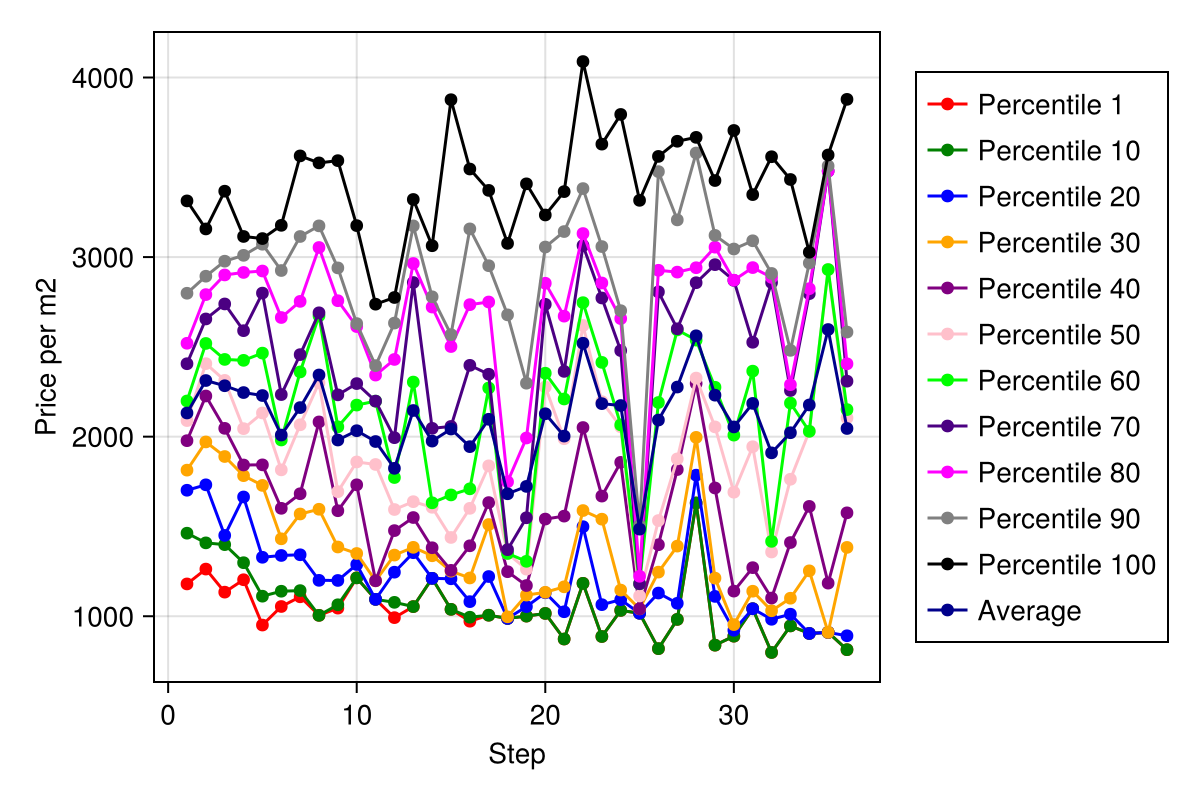 4000
3000
2000
1000
Price per m2
0 10 20 30
Step
Percentile 1
Percentile 10
Percentile 20
Percentile 30
Percentile 40
Percentile 50
Percentile 60
Percentile 70
Percentile 80
Percentile 90
Percentile 100
Average